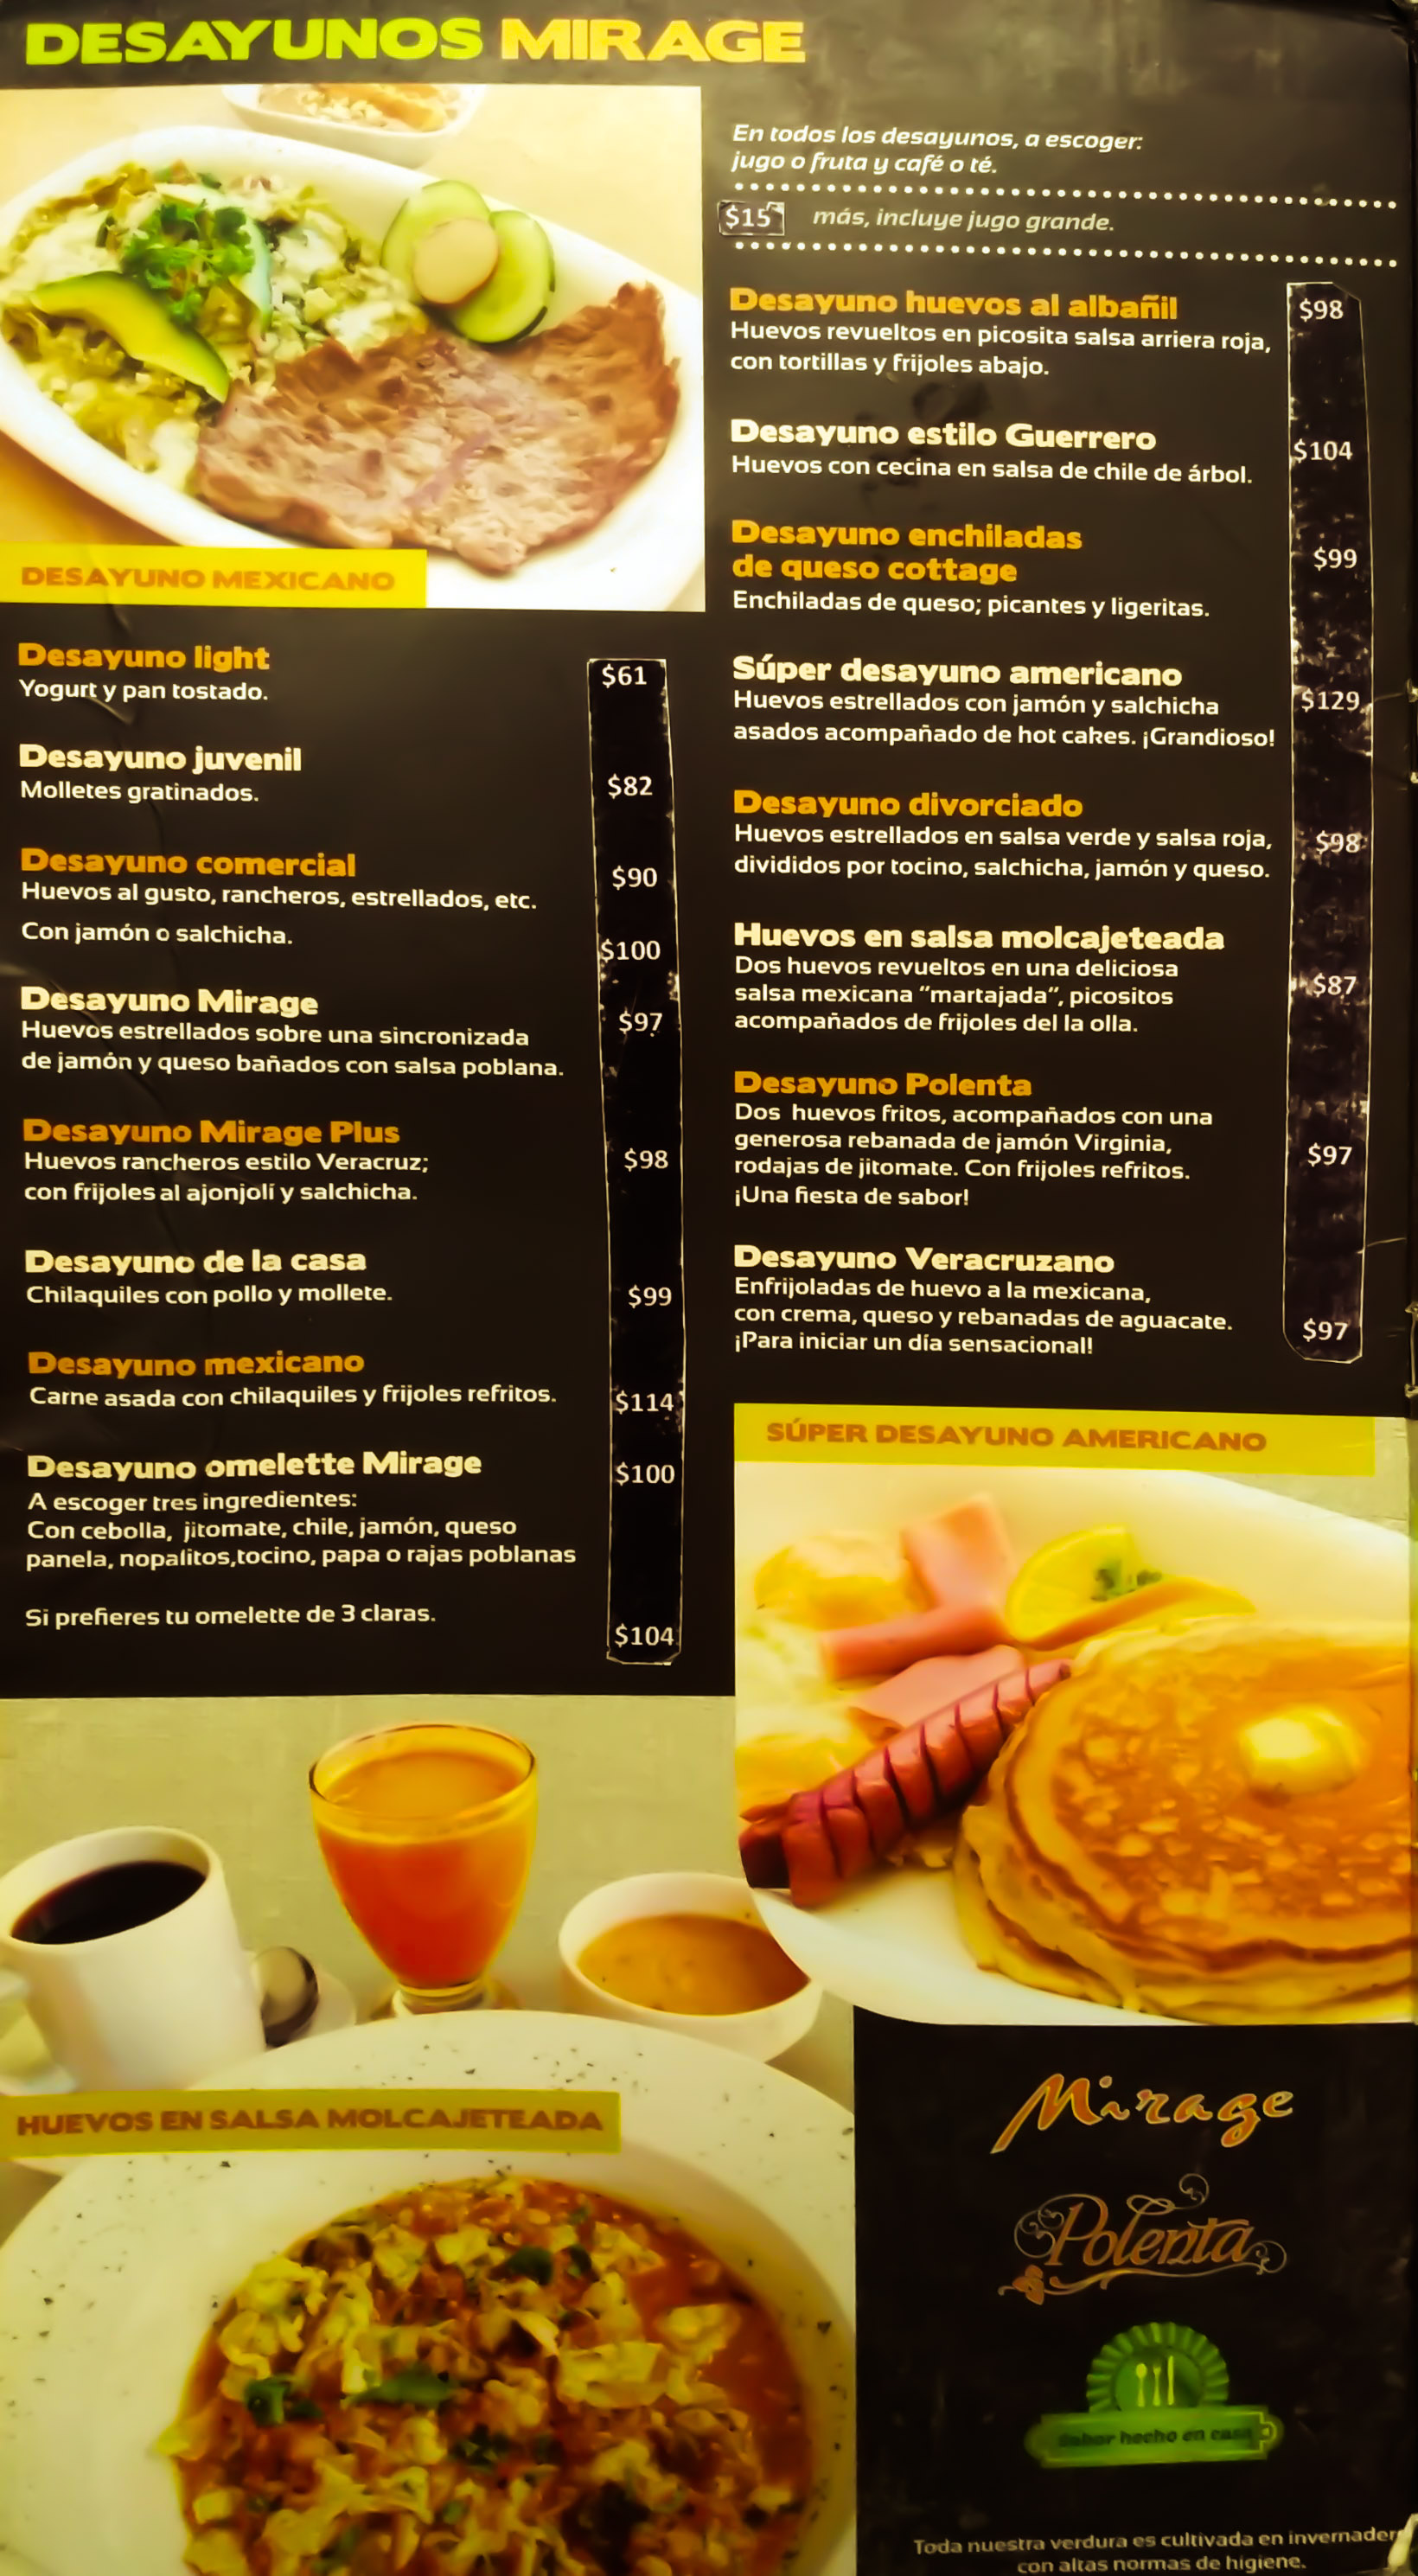 DESAYUNOS MIRAGE
DESAYUNO MEXICANO
Desayuno light
$61
Yogurt y pan tostado.
Desayuno juvenil
$82
Molletes gratinados.
Desayuno comercial
$90
Huevos al gusto, rancheros, estrellados, etc.
Con jamón o salchicha.
$100
Desayuno Mirage
$97
Huevos estrellados sobre una sincronizada
de jamón y queso bañados con salsa poblana.
Desayuno Mirage Plus
$98
Huevos rancheros estilo Veracruz;
con frijoles al ajonjolí y salchicha.
Desayuno de la casa
$99
Chilaquiles con pollo y mollete.
Desayuno mexicano
$114
Carne asada con chilaquiles y frijoles refritos.
Desayuno omelette Mirage
$100
A escoger tres ingredientes:
Con cebolla, jitomate, chile, jamón, queso
panela, nopalitos,tocino, papa o rajas poblanas
Si prefieres tu omelette de 3 claras.
$104
En todos los desayunos, a escoger:
jugo o fruta y café o té.
$15 más, incluye jugo grande.
Desayuno huevos al albañil
$98
Huevos revueltos en picosita salsa arriera roja,
con tortillas y frijoles abajo.
Desayuno estilo Guerrero
$104
Huevos con cecina en salsa de chile de árbol.
Desayuno enchiladas
de queso cottage
$99
Enchiladas de queso; picantes y ligeritas.
Súper desayuno americano
$129
Huevos estrellados con jamón y salchicha
asados acompañado de hot cakes. ¡Grandioso!
Desayuno divorciado
$98
Huevos estrellados en salsa verde y salsa roja,
divididos por tocino, salchicha, jamón y queso.
Huevos en salsa molcajeteada
$87
Dos huevos revueltos en una deliciosa
salsa mexicana "martajada", picositos
acompañados de frijoles del la olla.
Desayuno Polenta
$97
Dos huevos fritos, acompañados con una
generosa rebanada de jamón Virginia,
rodajas de jitomate. Con frijoles refritos.
¡Una fiesta de sabor!
Desayuno Veracruzano
$97
Enfrijoladas de huevo a la mexicana,
con crema, queso y rebanadas de aguacate.
¡Para iniciar un día sensacional!
SÚPER DESAYUNO AMERICANO
HUEVOS EN SALSA MOLCAJETEADA
Mirage
Polenta
Sabor hecho en casa
Toda nuestra verdura es cultivada en invernader
con altas normas de higiene.